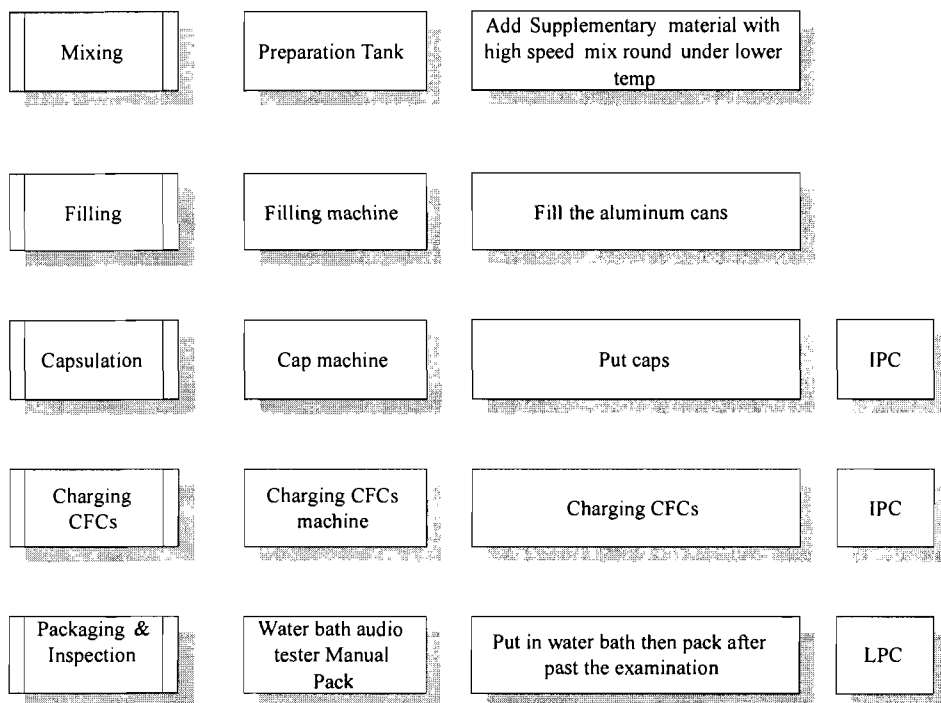 Mixing
Preparation Tank
Add Supplementary material with
high speed mix round under lower
temp
Filling
Filling machine
Fill the aluminum cans
Capsulation
Cap machine
Put caps
IPC
Charging
CFCs
Charging CFCs
machine
Charging CFCs
IPC
Packaging &
Inspection
Water bath audio
tester Manual
Pack
Put in water bath then pack after
past the examination
LPC